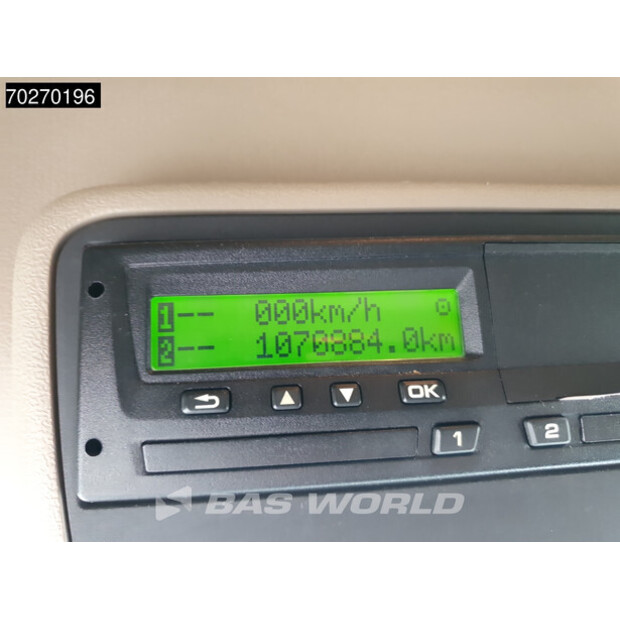 70270196
1 -- 000km/h
2 -- 1070884.0km
OK
1 2
BAS WORLD